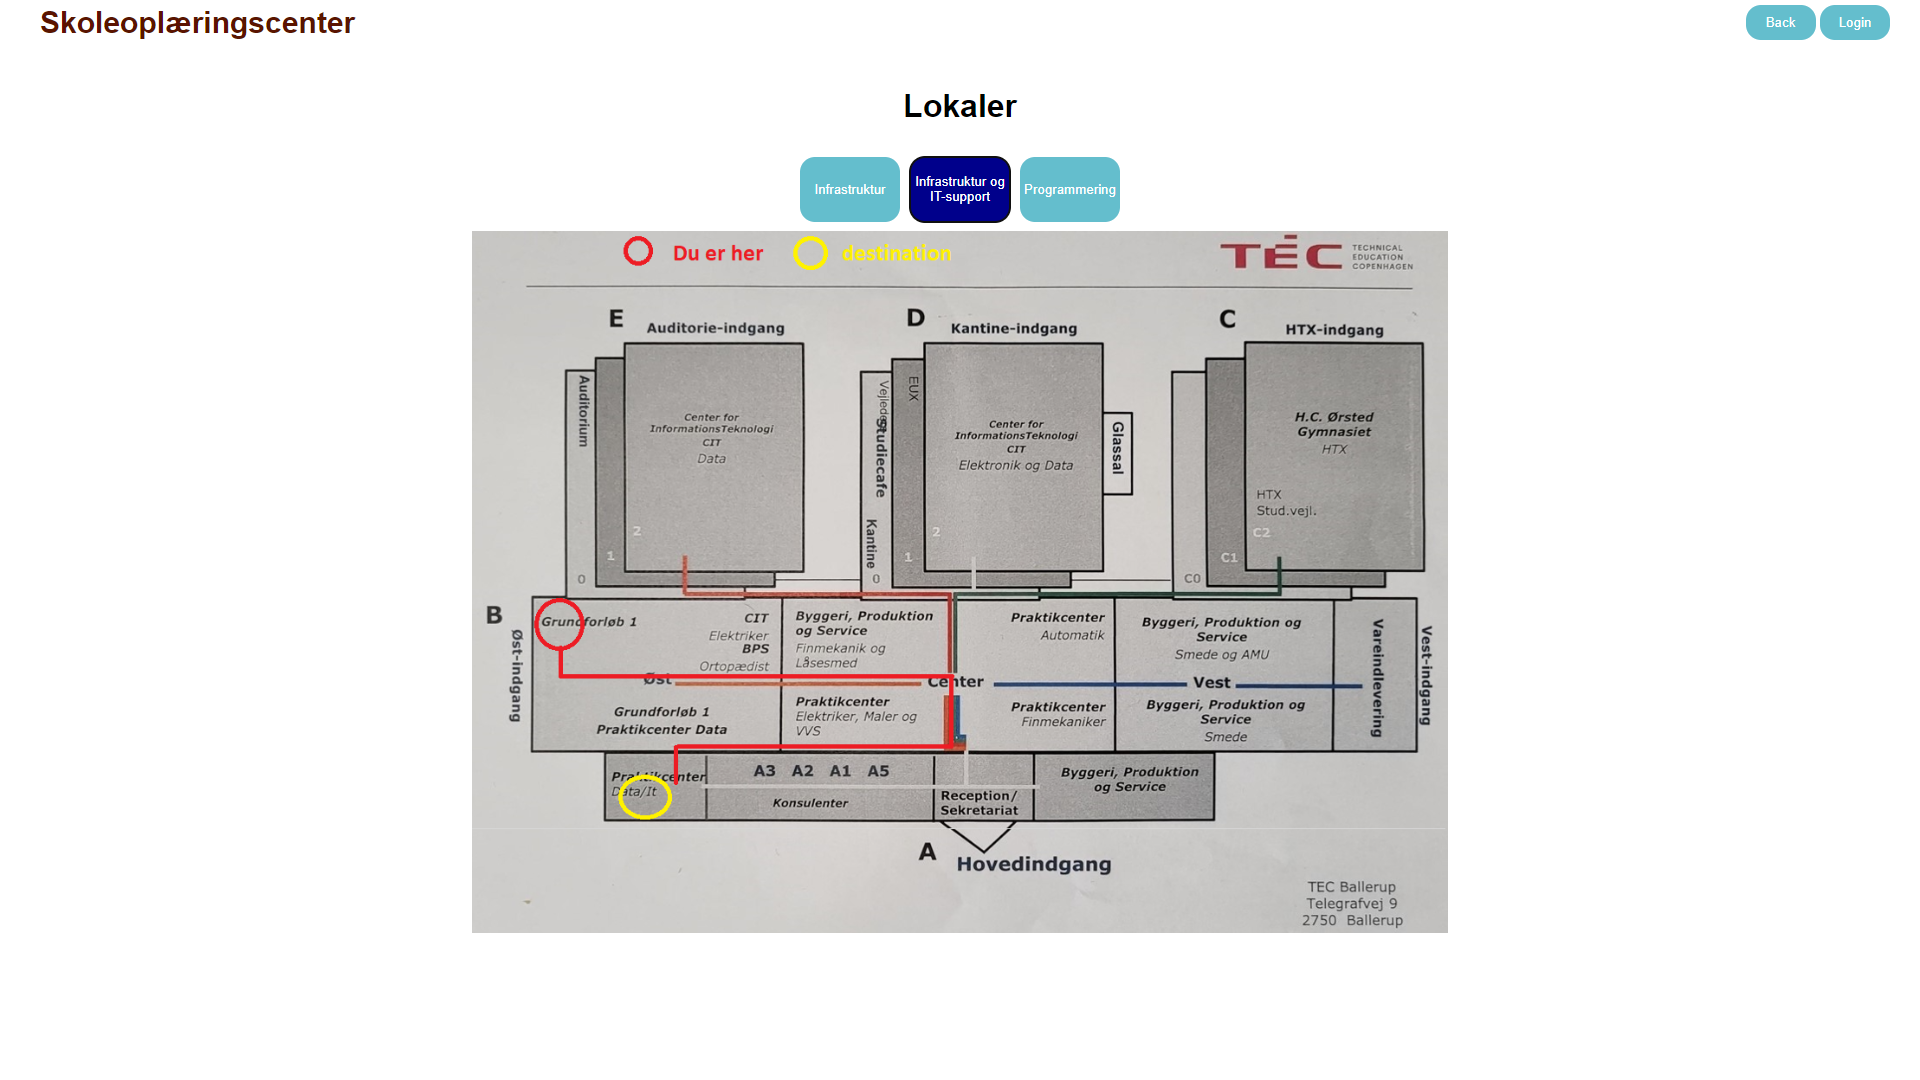 Skoleoplæringscenter
Back
Login
Lokaler
Infrastruktur
Infrastruktur og
IT-support
Programmering
Du er her
destination
TEC
TECHNICAL
EDUCATION
COPENHAGEN
E
Auditorie-indgang
D
Kantine-indgang
C
HTX-indgang
Auditorium
Center for
InformationsTeknologi
CIT
Data
2
1
0
Studiecafe
Kantine
EUX
Center for
InformationsTeknologi
CIT
Elektronik og Data
2
1
0
Glassal
H.C. Ørsted
Gymnasiet
HTX
HTX
Stud.vejl.
C2
C1
C0
B
Øst-indgang
Grundforløb 1
CIT
Elektriker
BPS
Ortopædist
Byggeri, Produktion
og Service
Finmekanik og
Låsesmed
Praktikcenter
Automatik
Byggeri, Produktion og
Service
Smede og AMU
Vareindlevering
Vest-indgang
Øst
Center
Vest
Grundforløb 1
Praktikcenter Data
Praktikcenter
Elektriker, Maler og
VVS
Praktikcenter
Finmekaniker
Byggeri, Produktion og
Service
Smede
Praktikcenter
Data/It
A3 A2 A1 A5
Konsulenter
Reception/
Sekretariat
Byggeri, Produktion
og Service
A
Hovedindgang
TEC Ballerup
Telegrafvej 9
2750 Ballerup